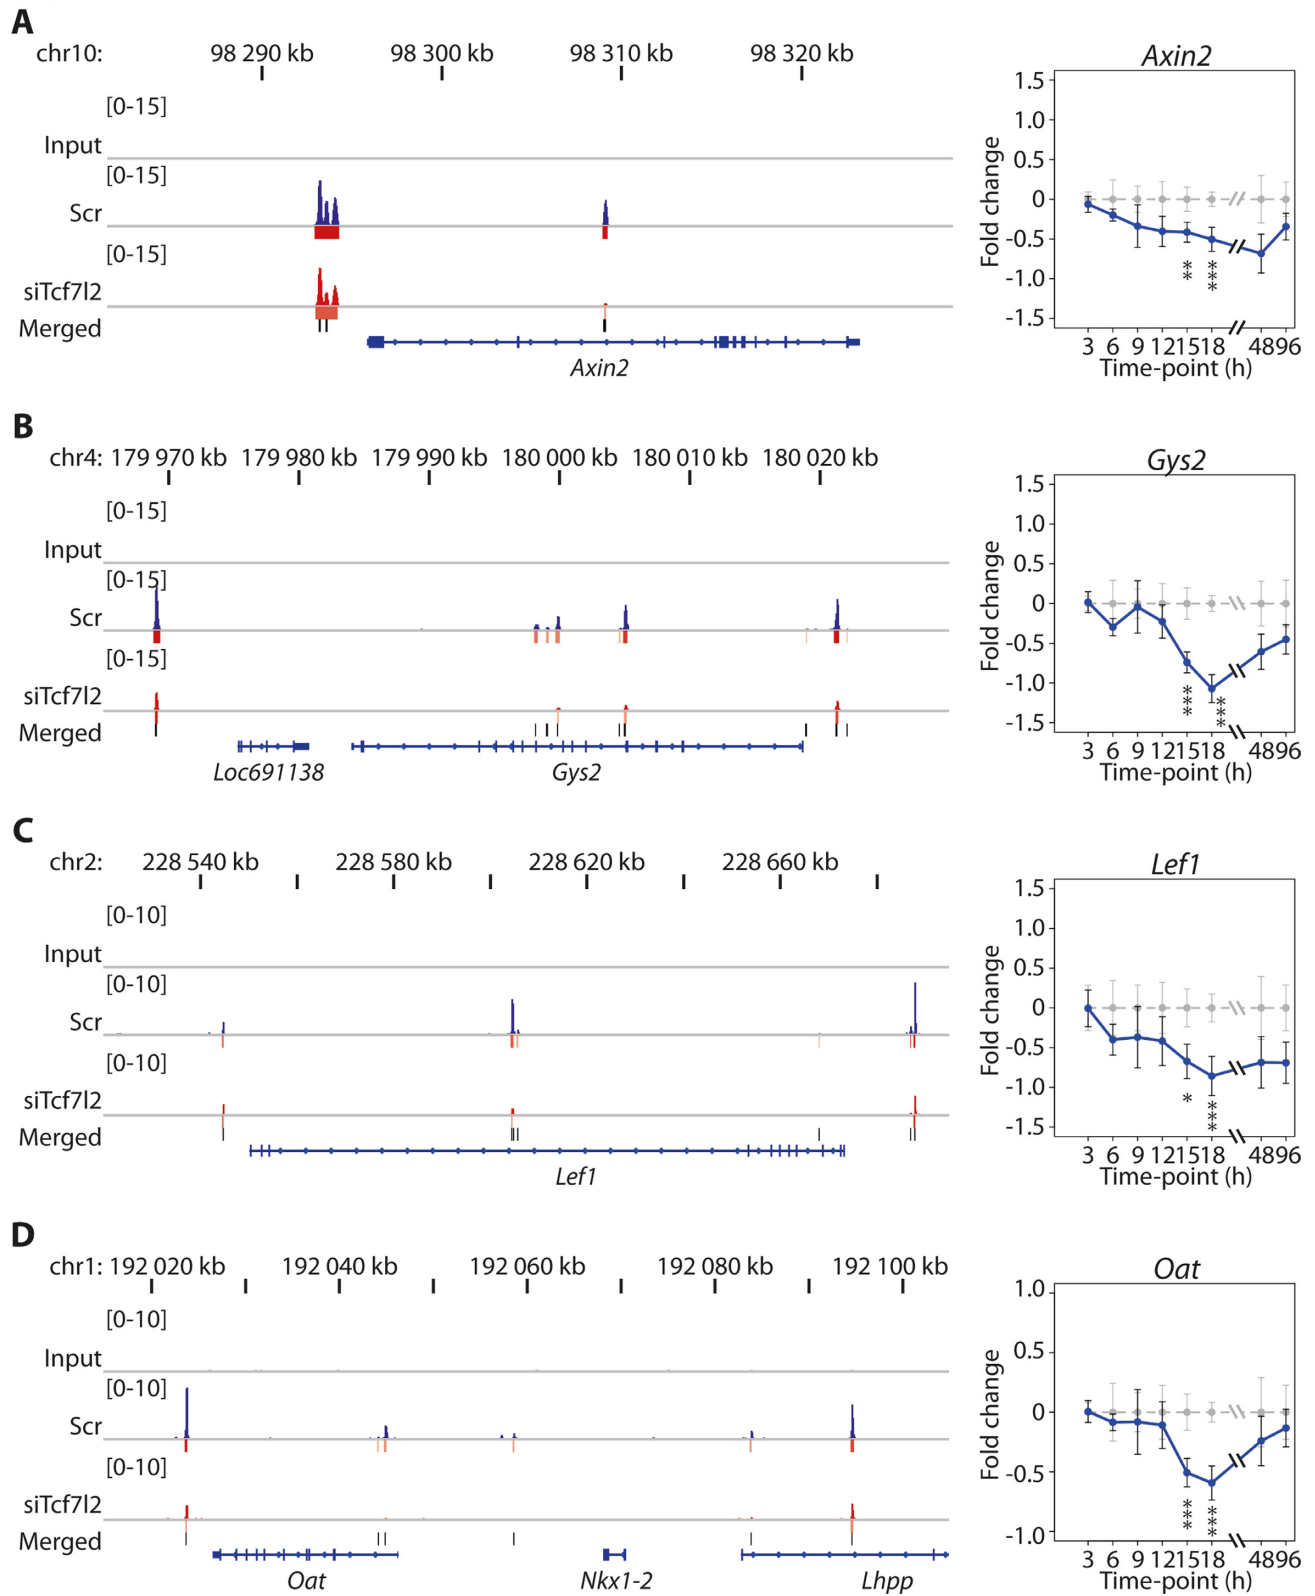 A
chr10: 98 290 kb 98 300 kb 98 310 kb 98 320 kb
[0-15]
Input
[0-15]
Scr
[0-15]
siTcf7l2
Merged
Axin2
Axin2
Fold change
1.5
1.0
0.5
0
-0.5
-1.0
-1.5
**
***
3 6 9 12 15 18 48 96
Time-point (h)
B
chr4: 179 970 kb 179 980 kb 179 990 kb 180 000 kb 180 010 kb 180 020 kb
[0-15]
Input
[0-15]
Scr
[0-15]
siTcf7l2
Merged
Loc691138 Gys2
Gys2
Fold change
1.5
1.0
0.5
0
-0.5
-1.0
-1.5
***
***
3 6 9 12 15 18 48 96
Time-point (h)
C
chr2: 228 540 kb 228 580 kb 228 620 kb 228 660 kb
[0-10]
Input
[0-10]
Scr
[0-10]
siTcf7l2
Merged
Lef1
Lef1
Fold change
1.5
1.0
0.5
0
-0.5
-1.0
-1.5
*
***
3 6 9 12 15 18 48 96
Time-point (h)
D
chr1: 192 020 kb 192 040 kb 192 060 kb 192 080 kb 192 100 kb
[0-10]
Input
[0-10]
Scr
[0-10]
siTcf7l2
Merged
Oat Nkx1-2 Lhpp
Oat
Fold change
1.0
0.5
0
-0.5
-1.0
***
***
3 6 9 12 15 18 48 96
Time-point (h)